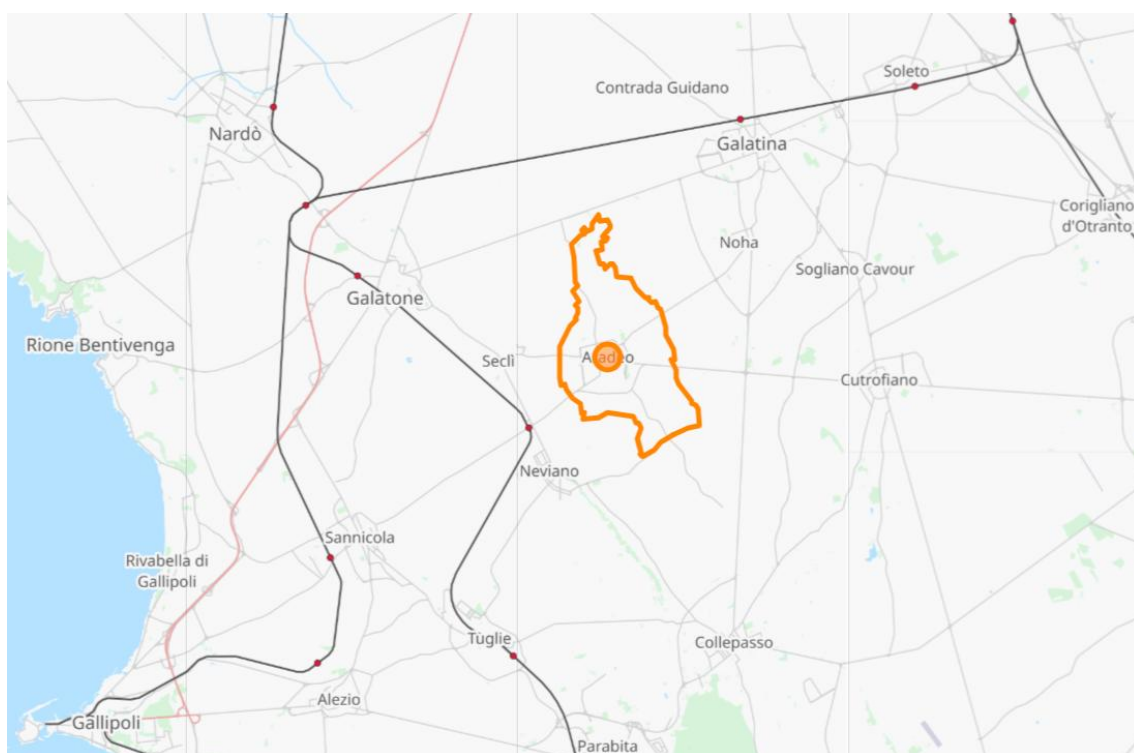 Soleto
Contrada Guidano
Nardò
Galatina
Corigliano
d'Otranto
Noha
Sogliano Cavour
Galatone
Rione Bentivenga
Aradeo
Seclì
Cutrofiano
Neviano
Sannicola
Rivabella di
Gallipoli
Tuglie
Collepasso
Alezio
Gallipoli
Parabita